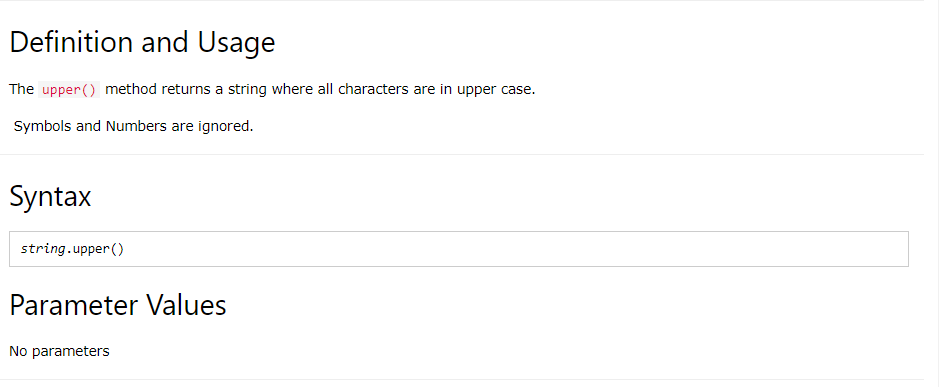 Definition and Usage
The upper() method returns a string where all characters are in upper case.
Symbols and Numbers are ignored.
Syntax
string.upper()
Parameter Values
No parameters